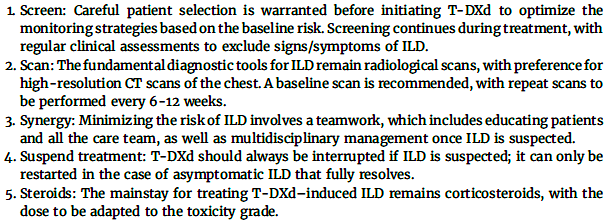 1. Screen: Careful patient selection is warranted before initiating T-DXd to optimize the
monitoring strategies based on the baseline risk. Screening continues during treatment, with
regular clinical assessments to exclude signs/symptoms of ILD.
2. Scan: The fundamental diagnostic tools for ILD remain radiological scans, with preference for
high-resolution CT scans of the chest. A baseline scan is recommended, with repeat scans to
be performed every 6-12 weeks.
3. Synergy: Minimizing the risk of ILD involves a teamwork, which includes educating patients
and all the care team, as well as multidisciplinary management once ILD is suspected.
4. Suspend treatment: T-DXd should always be interrupted if ILD is suspected; it can only be
restarted in the case of asymptomatic ILD that fully resolves.
5. Steroids: The mainstay for treating T-DXd–induced ILD remains corticosteroids, with the
dose to be adapted to the toxicity grade.